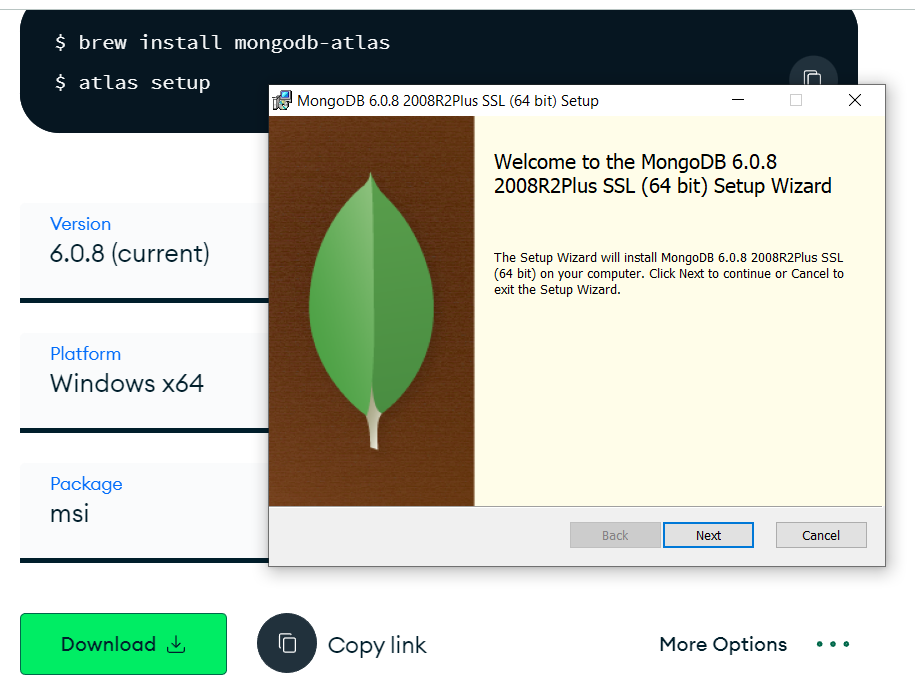 $ brew install mongodb-atlas
$ atlas setup
MongoDB 6.0.8 2008R2Plus SSL (64 bit) Setup
Welcome to the MongoDB 6.0.8
2008R2Plus SSL (64 bit) Setup Wizard
The Setup Wizard will install MongoDB 6.0.8 2008R2Plus SSL
(64 bit) on your computer. Click Next to continue or Cancel to
exit the Setup Wizard.
Back
Next
Cancel
Version
6.0.8 (current)
Platform
Windows x64
Package
msi
Download
Copy link
More Options